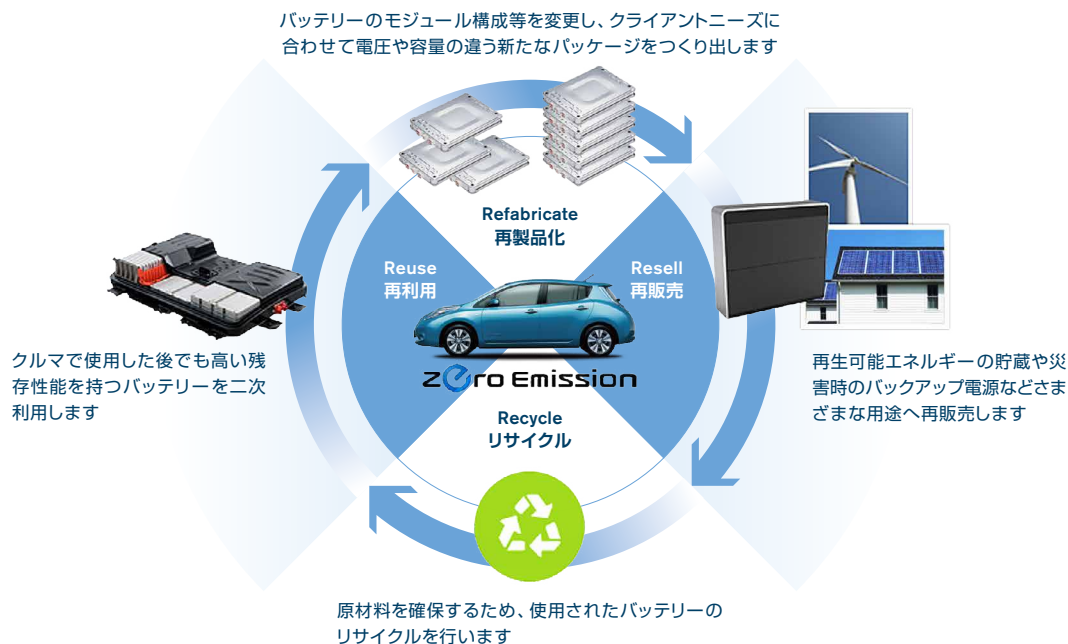 バッテリーのモジュール構成等を変更し、クライアントニーズに
合わせて電圧や容量の違う新たなパッケージをつくり出します
Refabricate
再製品化
Reuse
再利用
Resell
再販売
Zero Emission
クルマで使用した後でも高い残
存性能を持つバッテリーを二次
利用します
再生可能エネルギーの貯蔵や災
害時のバックアップ電源などさま
ざまな用途へ再販売します
Recycle
リサイクル
原材料を確保するため、使用されたバッテリーの
リサイクルを行います